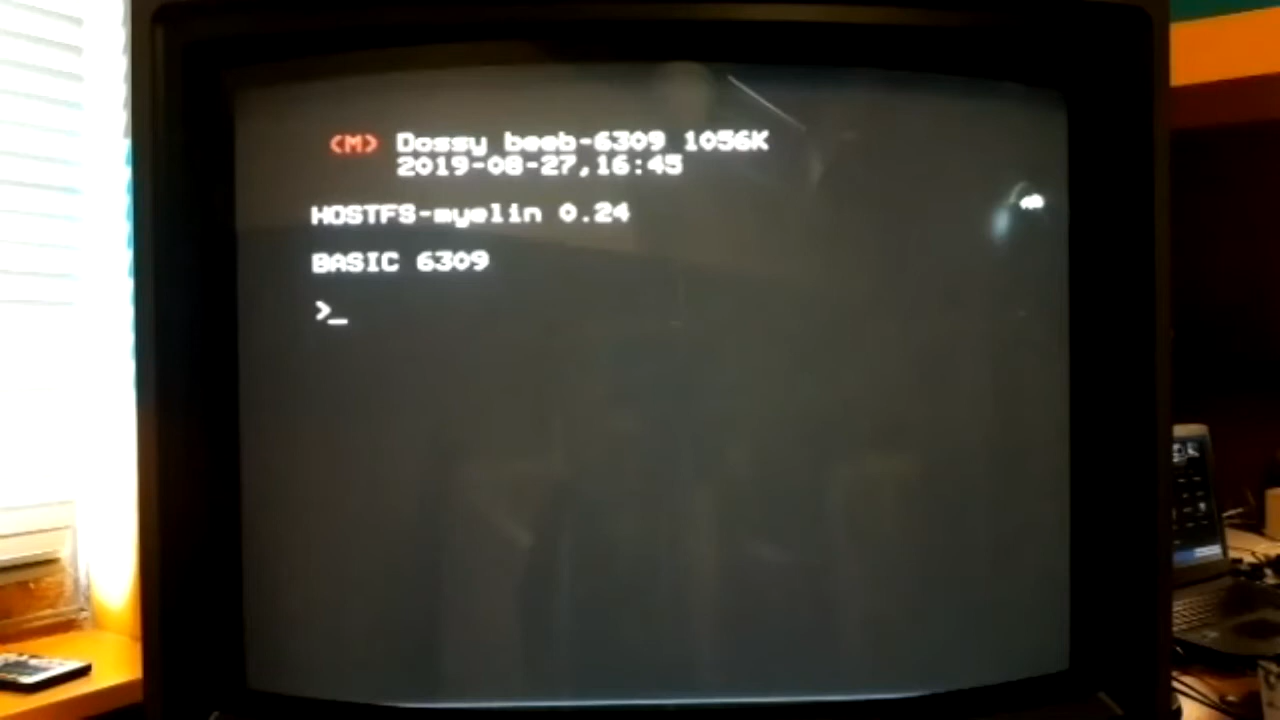 <M> Dossy beeb-6309 1056K
2019-08-27,16:45
HOSTFS-myelin 0.24
BASIC 6309
>_